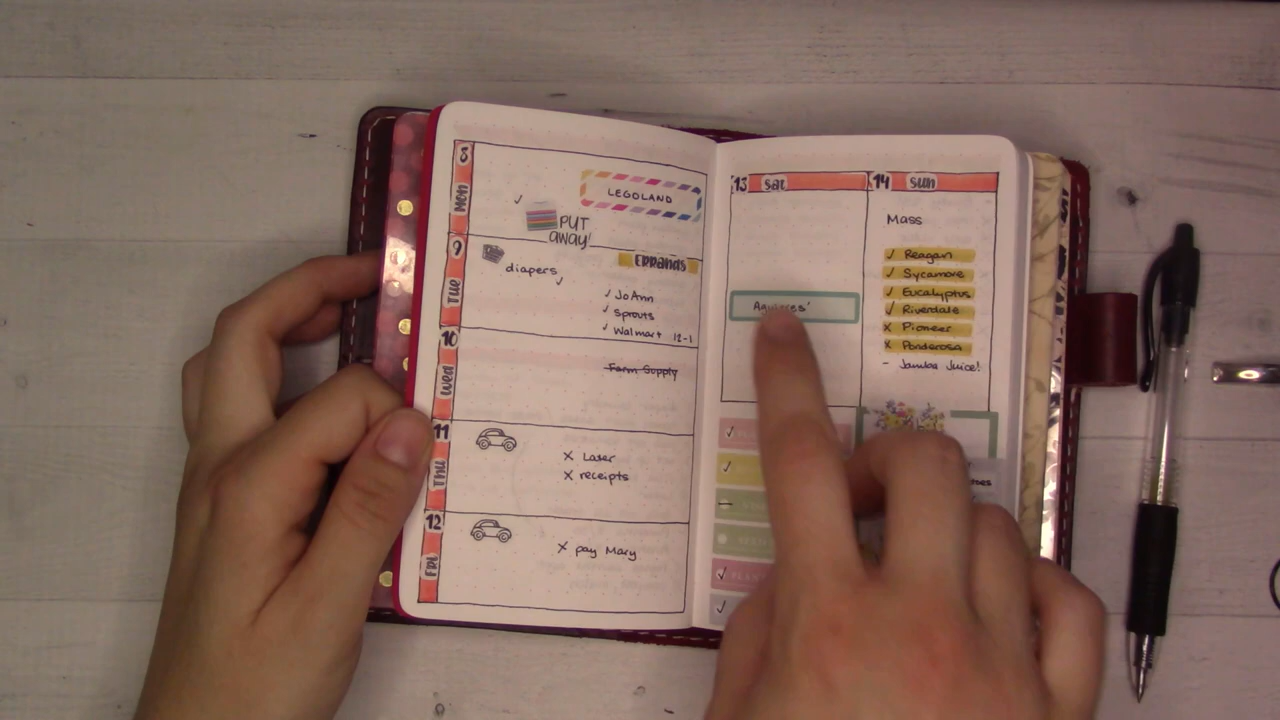 8
MON
LEGOLAND
PUT
AWAY!
9
TUE
diapers
ERRANDS
✓ JoAnn
✓ Sprouts
✓ Walmart 12-1
10
WED
Farm Supply
11
THU
X Later
X receipts
12
FRI
X pay Mary
13 sat
14 sun
Mass
✓ Reagan
✓ Sycamore
✓ Eucalyptus
✓ Riverdale
X Pioneer
X Ponderosa
- Jamba Juice!